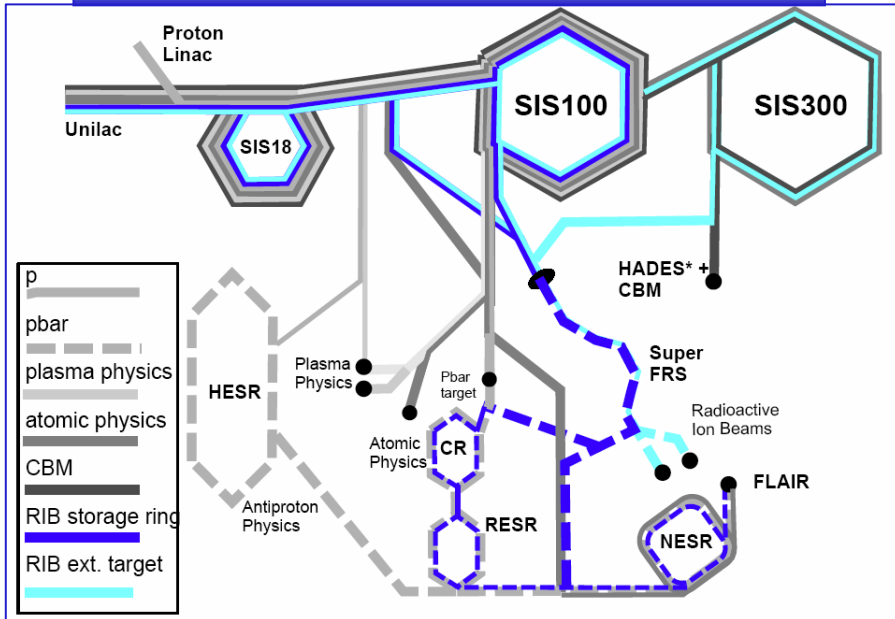 Proton
Linac
Unilac
SIS18
SIS100
SIS300
HADES* +
CBM
p
pbar
plasma physics
atomic physics
CBM
RIB storage ring
RIB ext. target
HESR
Plasma
Physics
Pbar
target
Super
FRS
Atomic
Physics
CR
Radioactive
Ion Beams
FLAIR
Antiproton
Physics
RESR
NESR